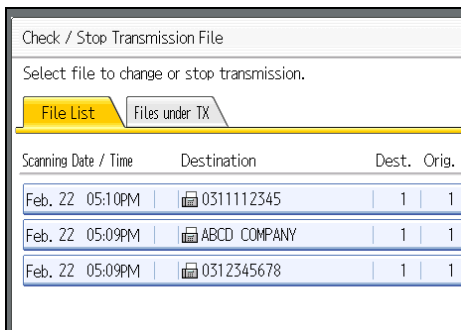 Check / Stop Transmission File
Select file to change or stop transmission.
File List Files under TX
Scanning Date / Time Destination Dest. Orig.
Feb. 22 05:10PM 0311112345 1 1
Feb. 22 05:09PM ABCD COMPANY 1 1
Feb. 22 05:09PM 0312345678 1 1